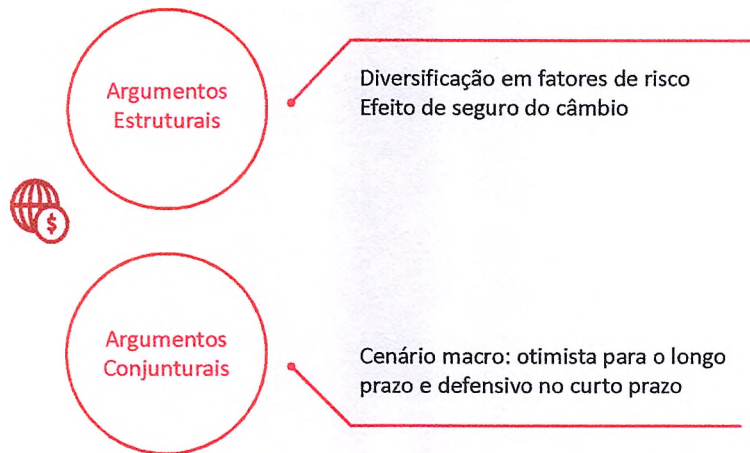 Argumentos
Estruturais
Diversificação em fatores de risco
Efeito de seguro do câmbio
$
Argumentos
Conjunturais
Cenário macro: otimista para o longo
prazo e defensivo no curto prazo